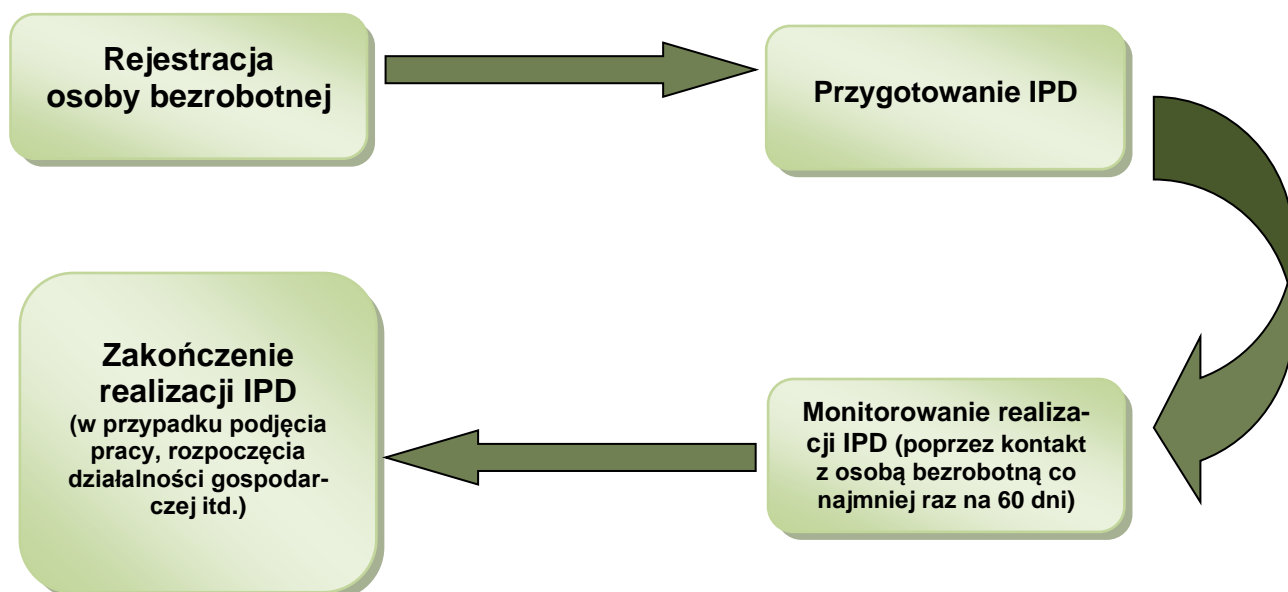 Rejestracja
osoby bezrobotnej
Przygotowanie IPD
Monitorowanie realiza-
cji IPD (poprzez kontakt
z osobą bezrobotną co
najmniej raz na 60 dni)
Zakończenie
realizacji IPD
(w przypadku podjęcia
pracy, rozpoczęcia
działalności gospodar-
czej itd.)